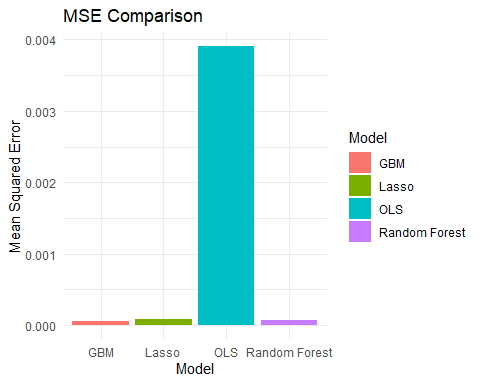 MSE Comparison
Mean Squared Error
0.004
0.003
0.002
0.001
0.000
GBM Lasso OLS Random Forest
Model
Model
GBM
Lasso
OLS
Random Forest